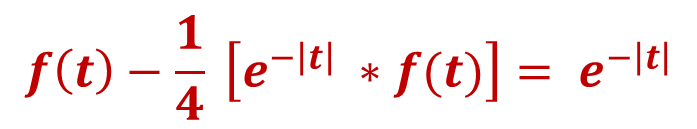 f(t) − 1/4 [e^{−|t|} * f(t)] = e^{−|t|}